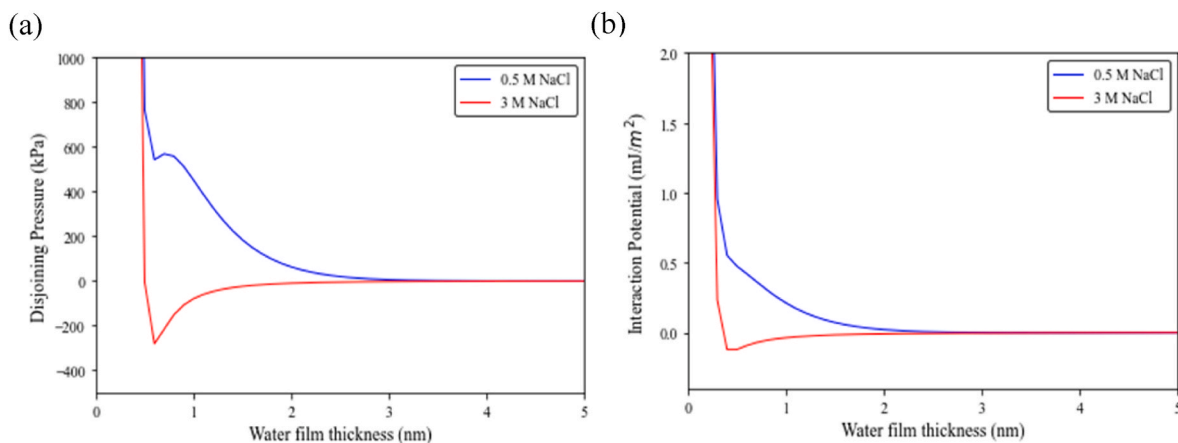 (a)
Disjoining Pressure (kPa)
1000
800
600
400
200
0
−200
−400
0 1 2 3 4 5
Water film thickness (nm)
0.5 M NaCl
3 M NaCl
(b)
Interaction Potential (mJ/m²)
2.0
1.5
1.0
0.5
0.0
0 1 2 3 4 5
Water film thickness (nm)
0.5 M NaCl
3 M NaCl